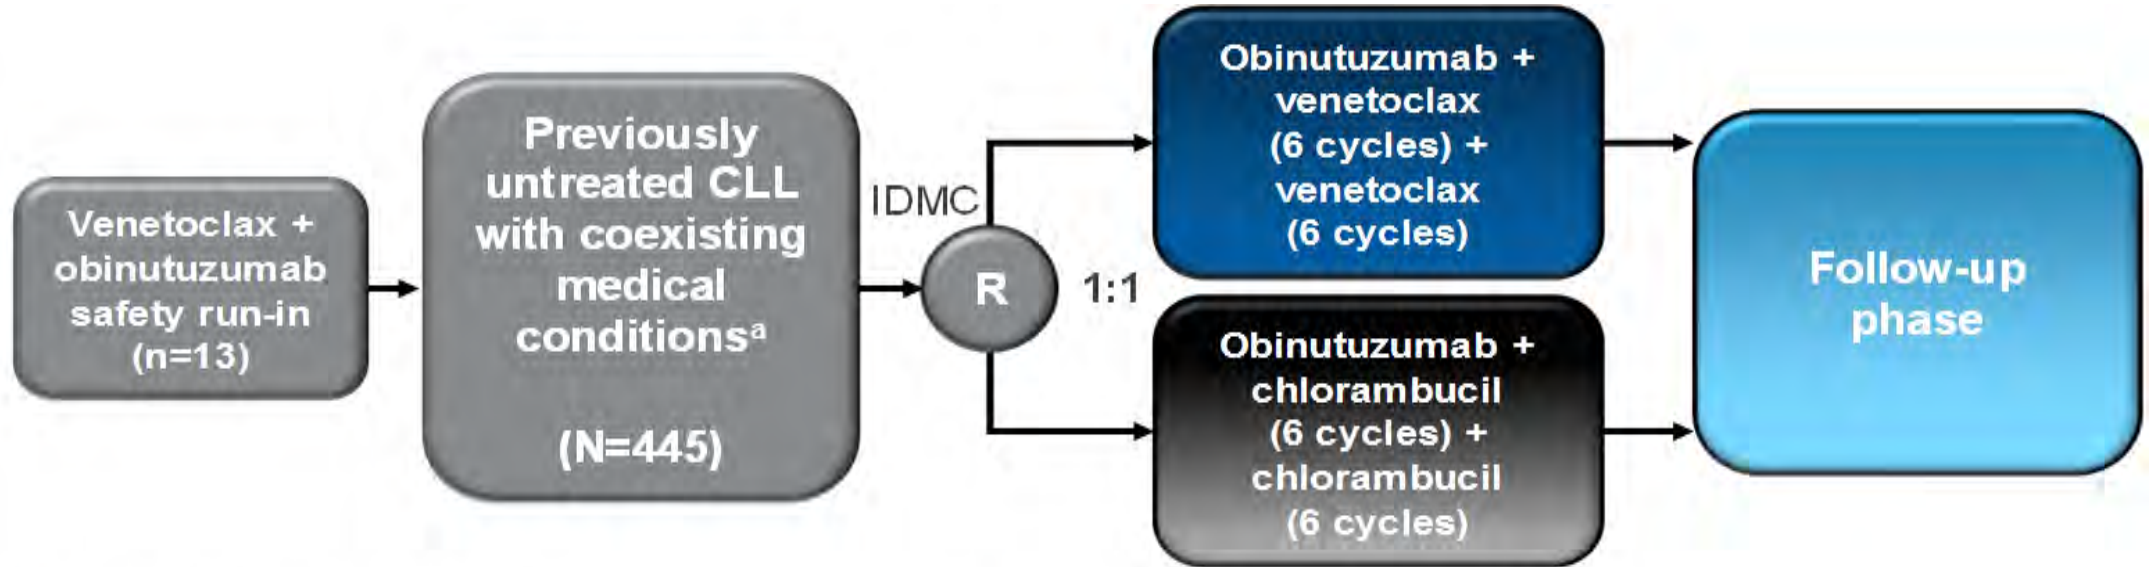 Venetoclax +
obinutuzumab
safety run-in
(n=13)
Previously
untreated CLL
with coexisting
medical
conditionsᵃ
(N=445)
IDMC
R
1:1
Obinutuzumab +
venetoclax
(6 cycles) +
venetoclax
(6 cycles)
Obinutuzumab +
chlorambucil
(6 cycles) +
chlorambucil
(6 cycles)
Follow-up
phase